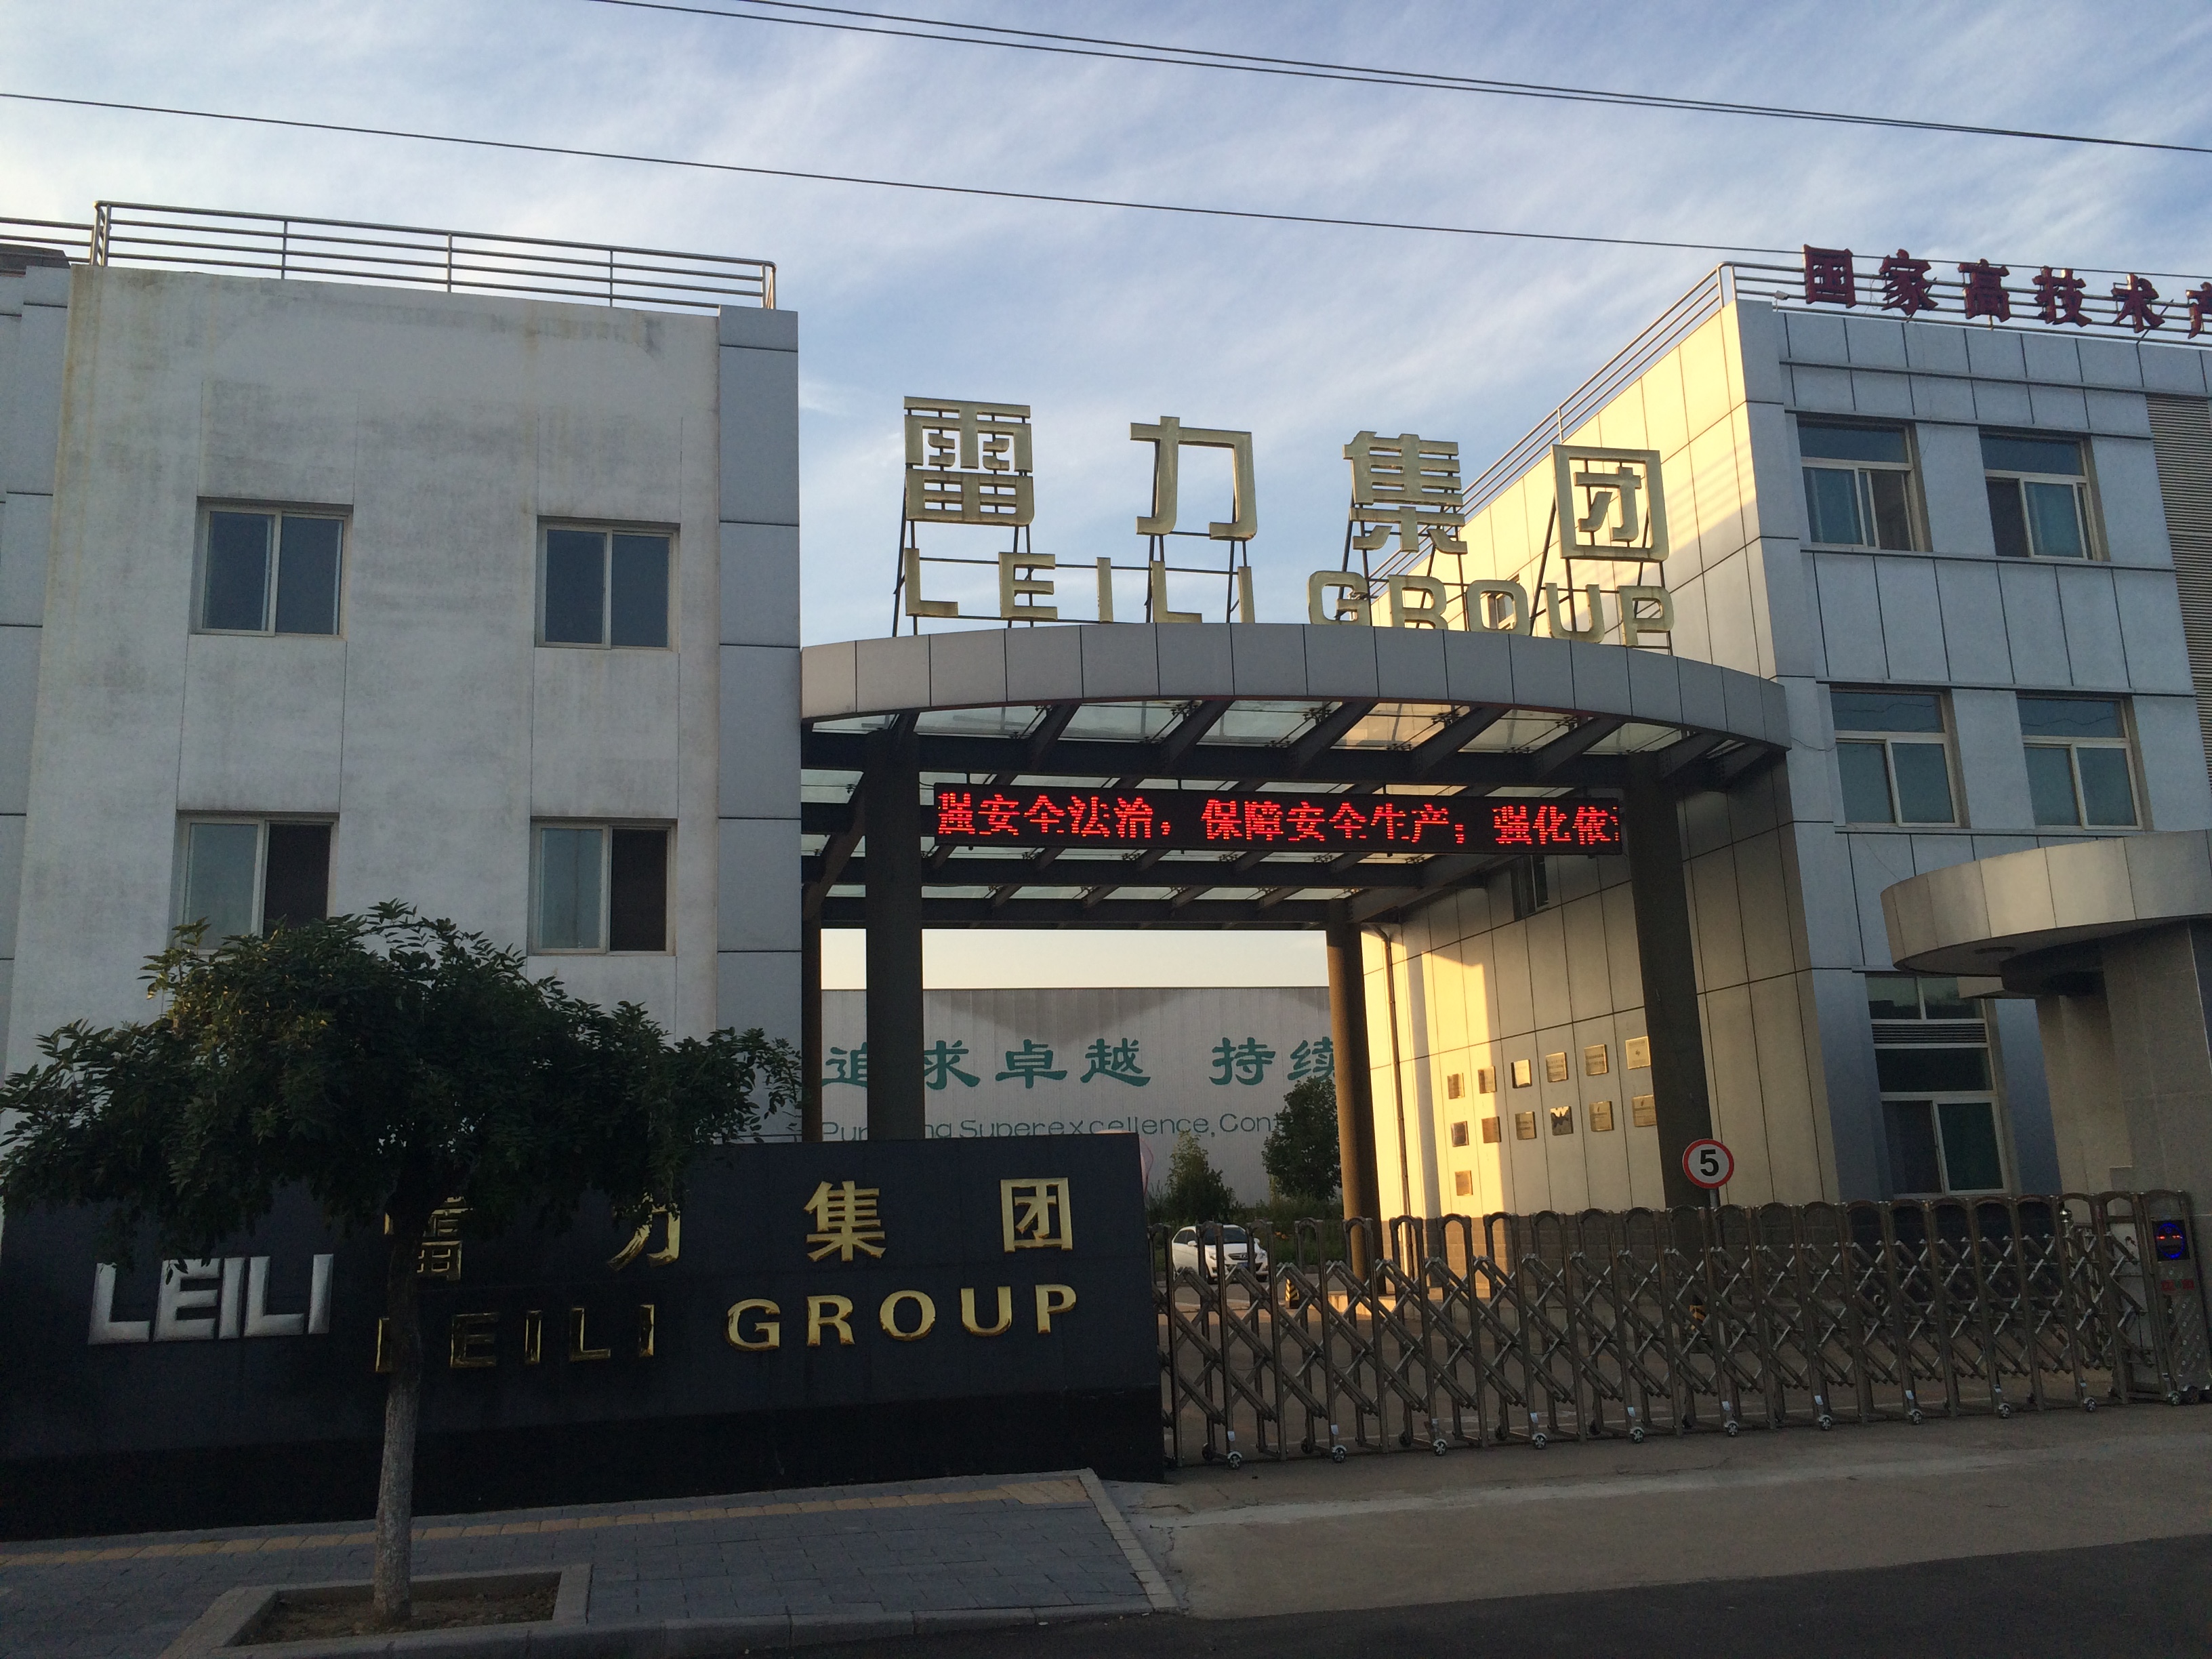 国家高技术产
雷力集团
LEILI GROUP
强安全法治，保障安全生产；强化依法
追求卓越 持续
Superexcellence, Con
5
雷力集团
LEILI
LEILI GROUP